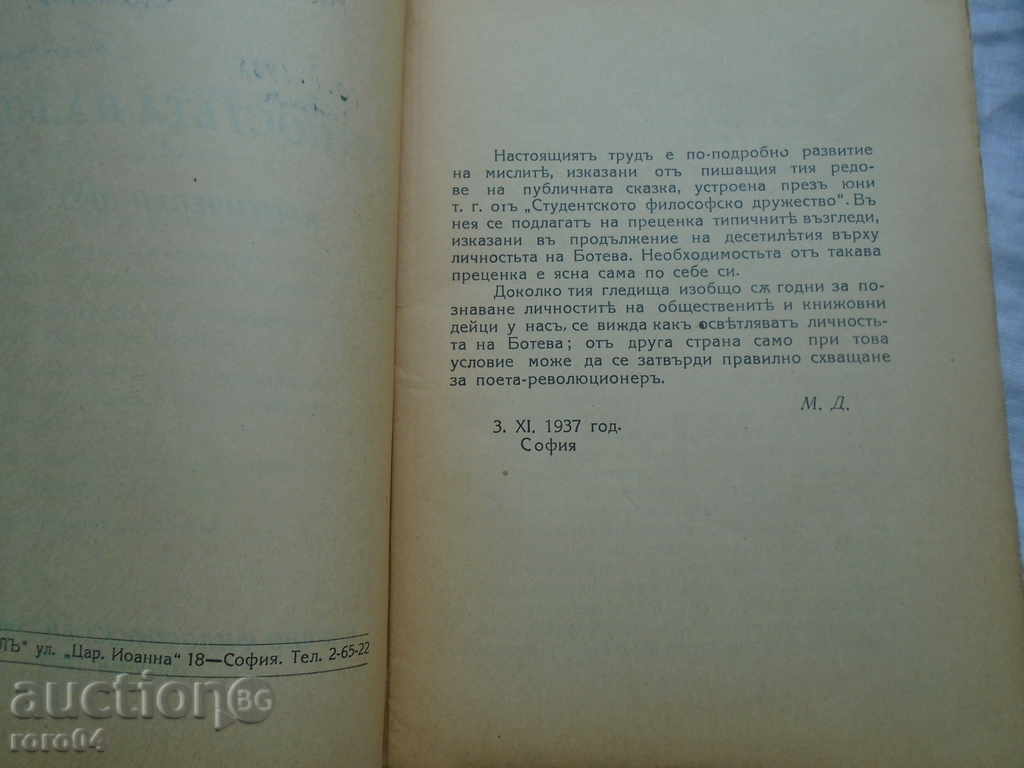 ЛЪ" ул. „Цар. Иоанна" 18—София. Тел. 2-65-22
Настоящиятъ трудъ е по-подробно развитие
на мислитѣ, изказани отъ пишащия тия редо-
ве на публичната сказка, устроена презъ юни
т. г. отъ „Студентското философско дружество". Въ
нея се подлагатъ на преценка типичнитѣ възгледи,
изказани въ продължение на десетилѣтия върху
личностьта на Ботева. Необходимостьта отъ такава
преценка е ясна сама по себе си.
Доколко тия гледища изобщо сѫ годни за по-
знаване личноститѣ на общественитѣ и книжовни
дейци у насъ, се вижда какъ освѣтляватъ личность-
та на Ботева; отъ друга страна само при това
условие може да се затвърди правилно схващане
за поета-революционеръ.
М. Д.
3. XI. 1937 год.
София
auctionBG
roro04